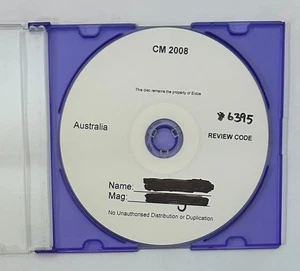 CM 2008
This disc remains the property of Eidos
*6395
Australia
REVIEW CODE
Name:
Mag:
No Unauthorised Distribution or Duplication